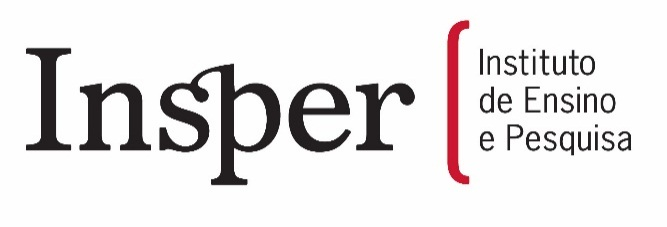 Insper
Instituto
de Ensino
e Pesquisa